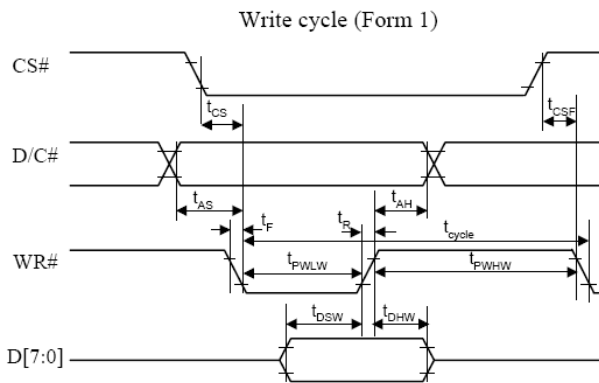 Write cycle (Form 1)
CS#
tCS
tCSF
D/C#
tAS
tF
tR
tAH
tcycle
WR#
tPWLW
tPWHW
tDSW
tDHW
D[7:0]